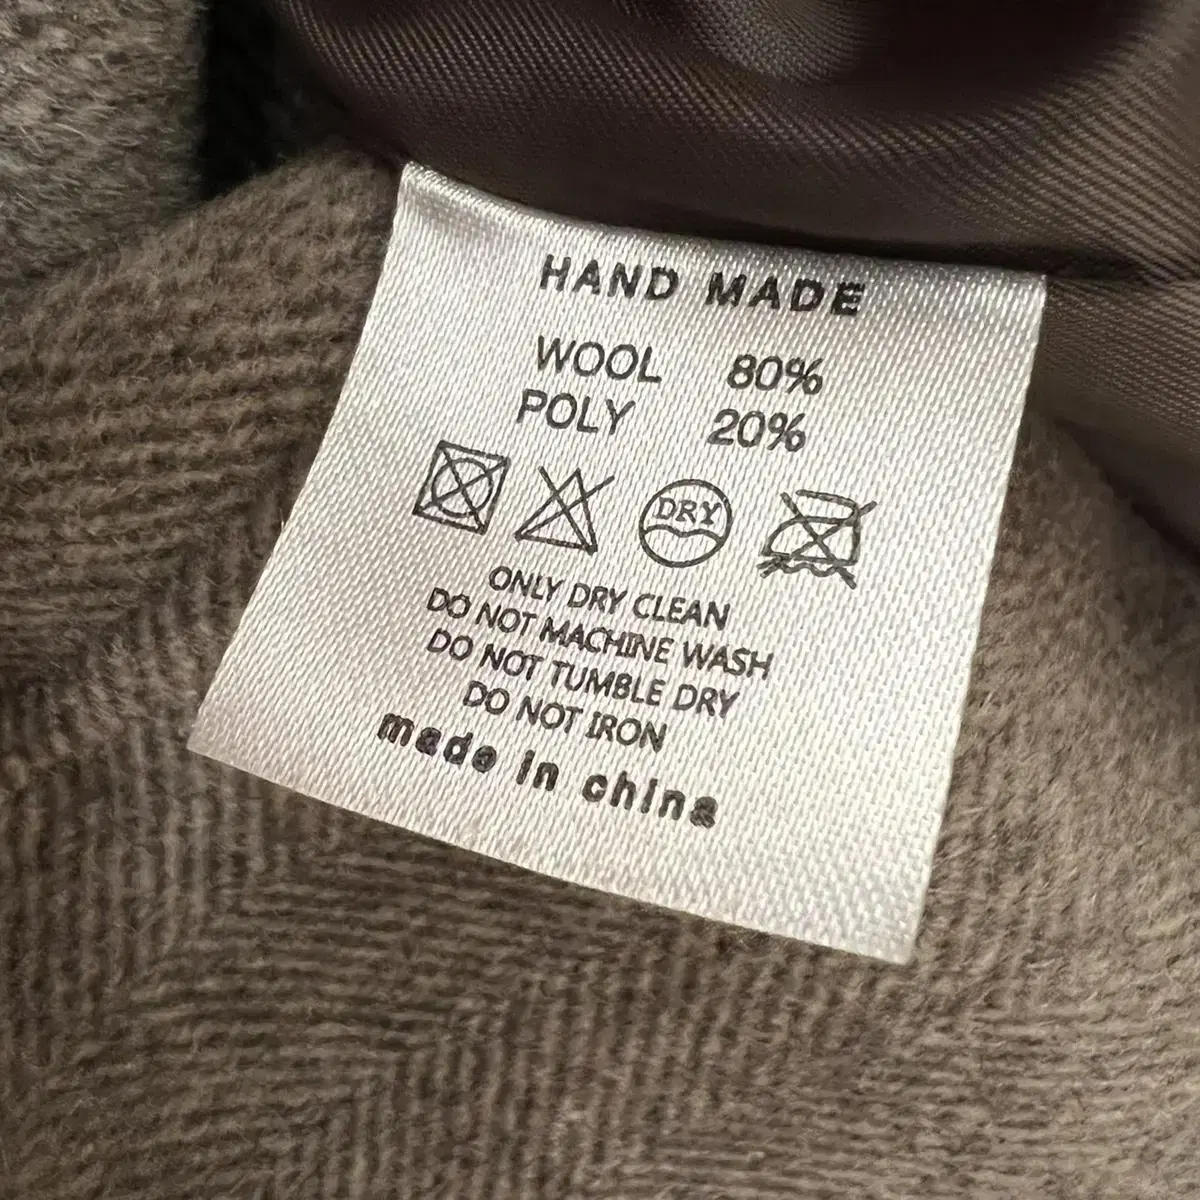 HAND MADE
WOOL 80%
POLY 20%
DRY
ONLY DRY CLEAN
DO NOT MACHINE WASH
DO NOT TUMBLE DRY
DO NOT IRON
made in china